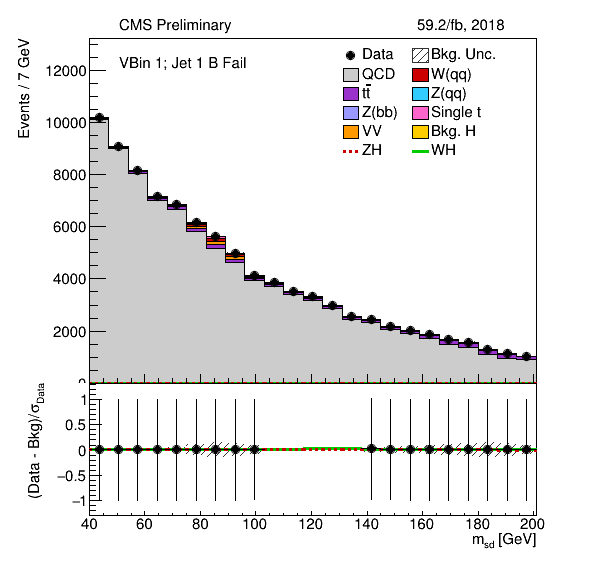 CMS Preliminary 59.2/fb, 2018
Events / 7 GeV
VBin 1; Jet 1 B Fail
Data Bkg. Unc.
QCD W(qq)
tt̄ Z(qq)
Z(bb) Single t
VV Bkg. H
ZH WH
12000
10000
8000
6000
4000
2000
0
(Data - Bkg)/σData
1
0.5
0
−0.5
−1
40 60 80 100 120 140 160 180 200
msd [GeV]